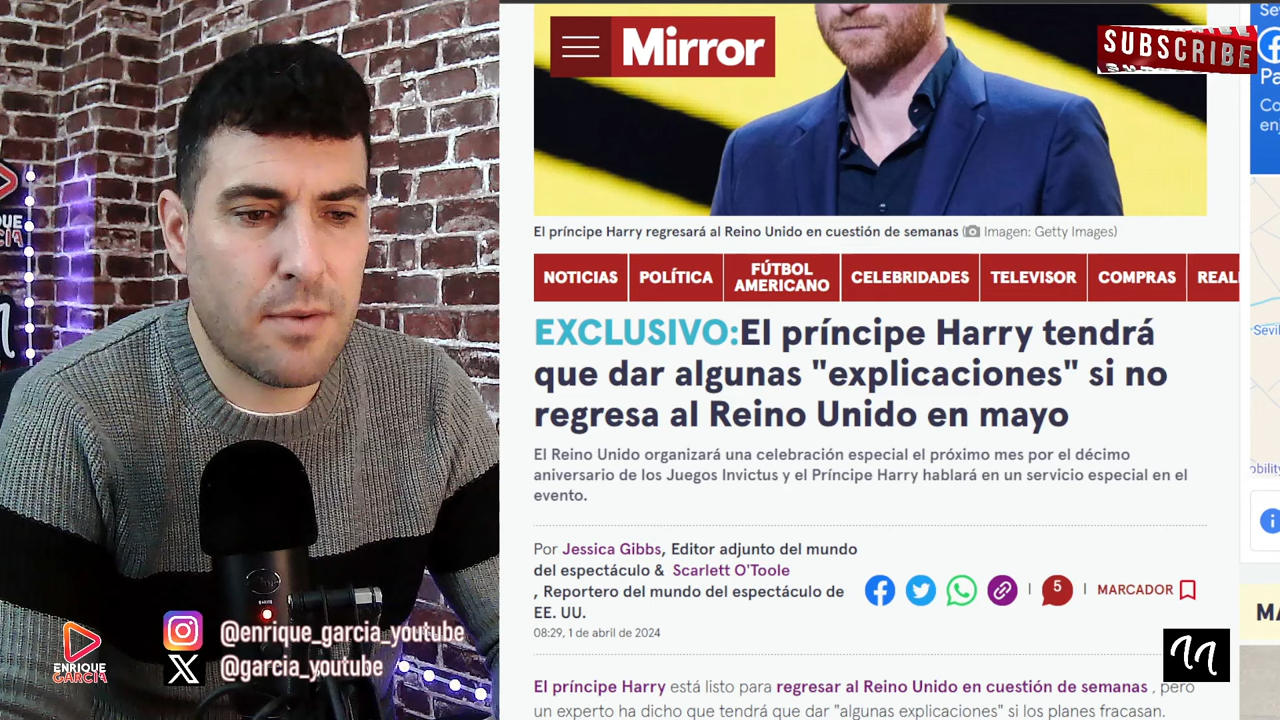 Mirror
SUBSCRIBE
El príncipe Harry regresará al Reino Unido en cuestión de semanas (Imagen: Getty Images)
NOTICIAS
POLÍTICA
FÚTBOL
AMERICANO
CELEBRIDADES
TELEVISOR
COMPRAS
REALI
EXCLUSIVO:El príncipe Harry tendrá
que dar algunas "explicaciones" si no
regresa al Reino Unido en mayo
El Reino Unido organizará una celebración especial el próximo mes por el décimo
aniversario de los Juegos Invictus y el Príncipe Harry hablará en un servicio especial en el
evento.
Por Jessica Gibbs, Editor adjunto del mundo
del espectáculo & Scarlett O'Toole
, Reportero del mundo del espectáculo de
EE. UU.
08:29, 1 de abril de 2024
5
MARCADOR
El príncipe Harry está listo para regresar al Reino Unido en cuestión de semanas , pero
un experto ha dicho que tendrá que dar "algunas explicaciones" si los planes fracasan.
@enrique_garcia_youtube
@garcia_youtube
ENRIQUE
GARCIA